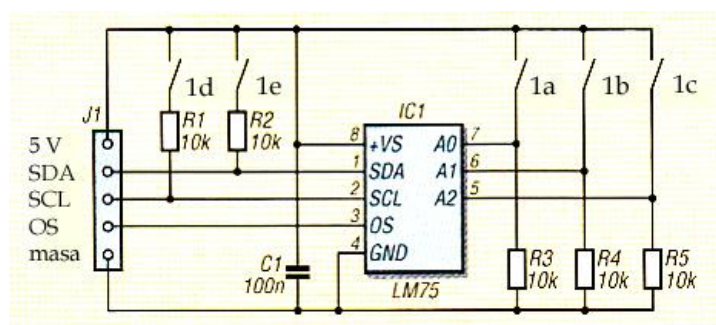 1d
1e
1a
1b
1c
J1
R1
10k
R2
10k
IC1
5 V
SDA
SCL
OS
masa
8
1
2
3
4
+VS
SDA
SCL
OS
GND
A0
A1
A2
7
6
5
C1
100n
LM75
R3
10k
R4
10k
R5
10k